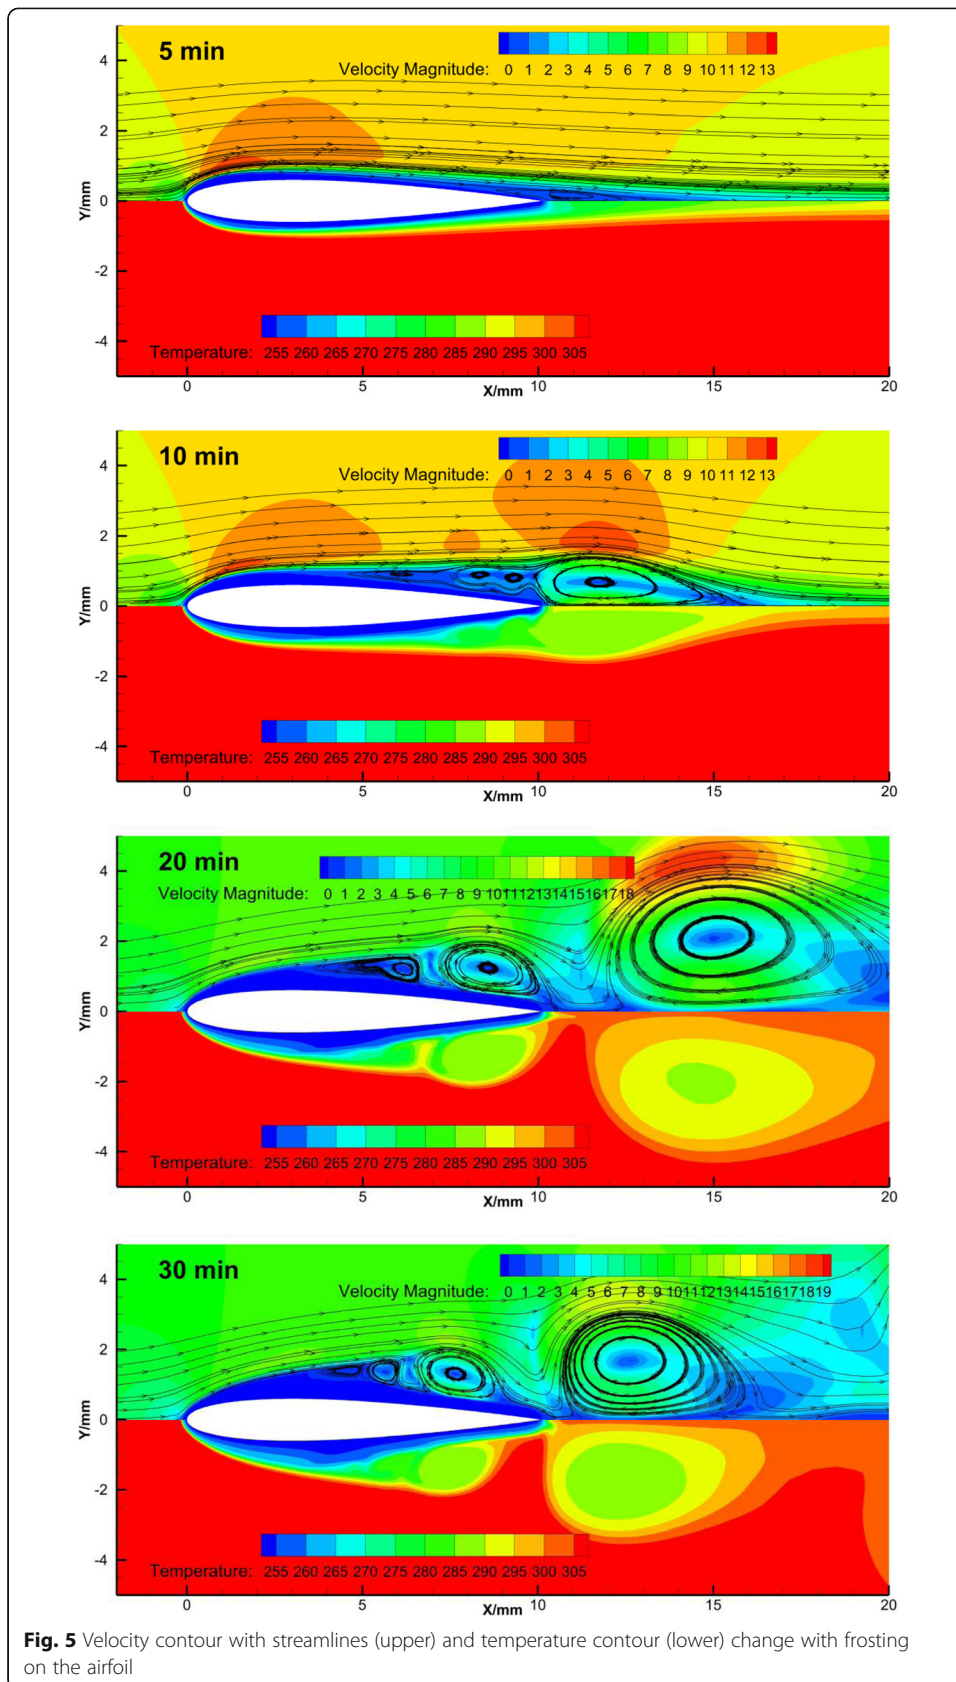 5 min
Velocity Magnitude: 0 1 2 3 4 5 6 7 8 9 10 11 12 13
4
2
0
-2
-4
Y/mm
Temperature: 255 260 265 270 275 280 285 290 295 300 305
0 5 10 15 20
X/mm
10 min
Velocity Magnitude: 0 1 2 3 4 5 6 7 8 9 10 11 12 13
4
2
0
-2
-4
Y/mm
Temperature: 255 260 265 270 275 280 285 290 295 300 305
0 5 10 15 20
X/mm
20 min
Velocity Magnitude: 0 1 2 3 4 5 6 7 8 9 10 11 12 13 14 15 16 17 18
4
2
0
-2
-4
Y/mm
Temperature: 255 260 265 270 275 280 285 290 295 300 305
0 5 10 15 20
X/mm
30 min
Velocity Magnitude: 0 1 2 3 4 5 6 7 8 9 10 11 12 13 14 15 16 17 18 19
4
2
0
-2
-4
Y/mm
Temperature: 255 260 265 270 275 280 285 290 295 300 305
0 5 10 15 20
X/mm
Fig. 5 Velocity contour with streamlines (upper) and temperature contour (lower) change with frosting
on the airfoil